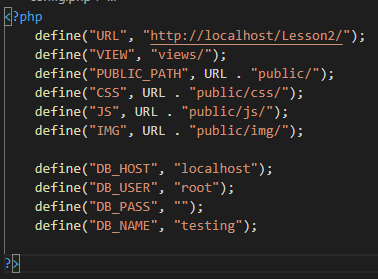 <?php
define("URL", "http://localhost/Lesson2/");
define("VIEW", "views/");
define("PUBLIC_PATH", URL . "public/");
define("CSS", URL . "public/css/");
define("JS", URL . "public/js/");
define("IMG", URL . "public/img/");
define("DB_HOST", "localhost");
define("DB_USER", "root");
define("DB_PASS", "");
define("DB_NAME", "testing");
?>